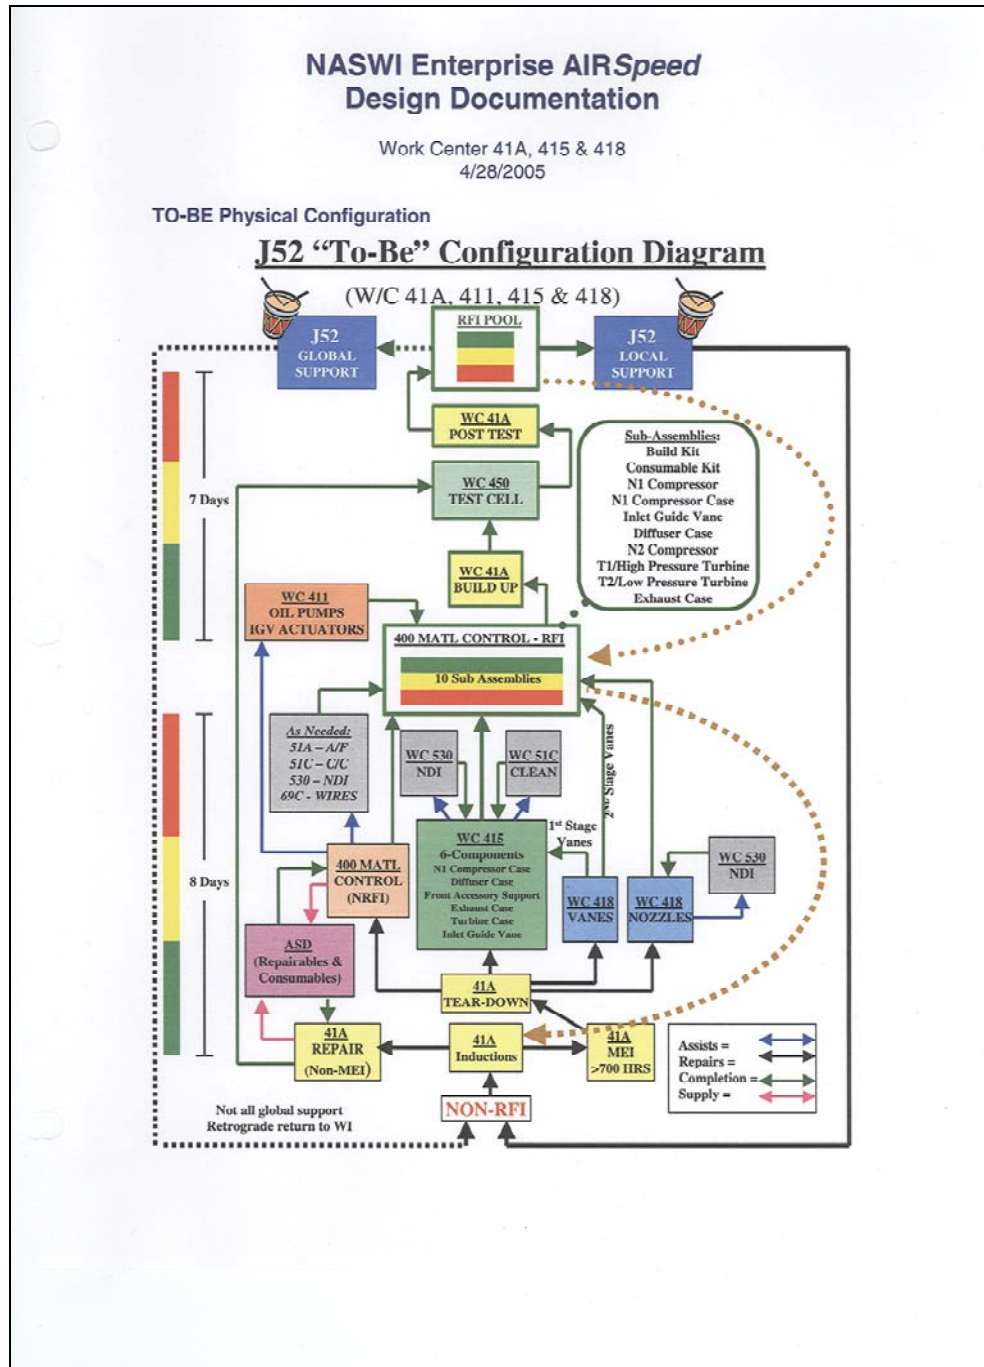 NASWI Enterprise AIRSpeed
Design Documentation
Work Center 41A, 415 & 418
4/28/2005
TO-BE Physical Configuration
J52 “To-Be” Configuration Diagram
(W/C 41A, 411, 415 & 418)
J52
GLOBAL
SUPPORT
RFI POOL
J52
LOCAL
SUPPORT
WC 41A
POST TEST
Sub-Assemblies:
Build Kit
Consumable Kit
N1 Compressor
N1 Compressor Case
Inlet Guide Vane
Diffuser Case
N2 Compressor
T1/High Pressure Turbine
T2/Low Pressure Turbine
Exhaust Case
7 Days
WC 450
TEST CELL
WC 41A
BUILD UP
WC 411
OIL PUMPS
IGV ACTUATORS
400 MATL CONTROL - RFI
10 Sub Assemblies
As Needed:
51A – A/F
51C – C/C
530 – NDI
69C - WIRES
WC 530
NDI
WC 51C
CLEAN
2ND Stage Vanes
1st Stage
Vanes
8 Days
400 MATL
CONTROL
(NRFI)
WC 415
6-Components
N1 Compressor Case
Diffuser Case
Front Accessory Support
Exhaust Case
Turbine Case
Inlet Guide Vane
WC 418
VANES
WC 418
NOZZLES
WC 530
NDI
ASD
(Repairables &
Consumables)
41A
TEAR-DOWN
41A
REPAIR
(Non-MEI)
41A
Inductions
41A
MEI
>700 HRS
Assists =
Repairs =
Completion =
Supply =
Not all global support
Retrograde return to WI
NON-RFI